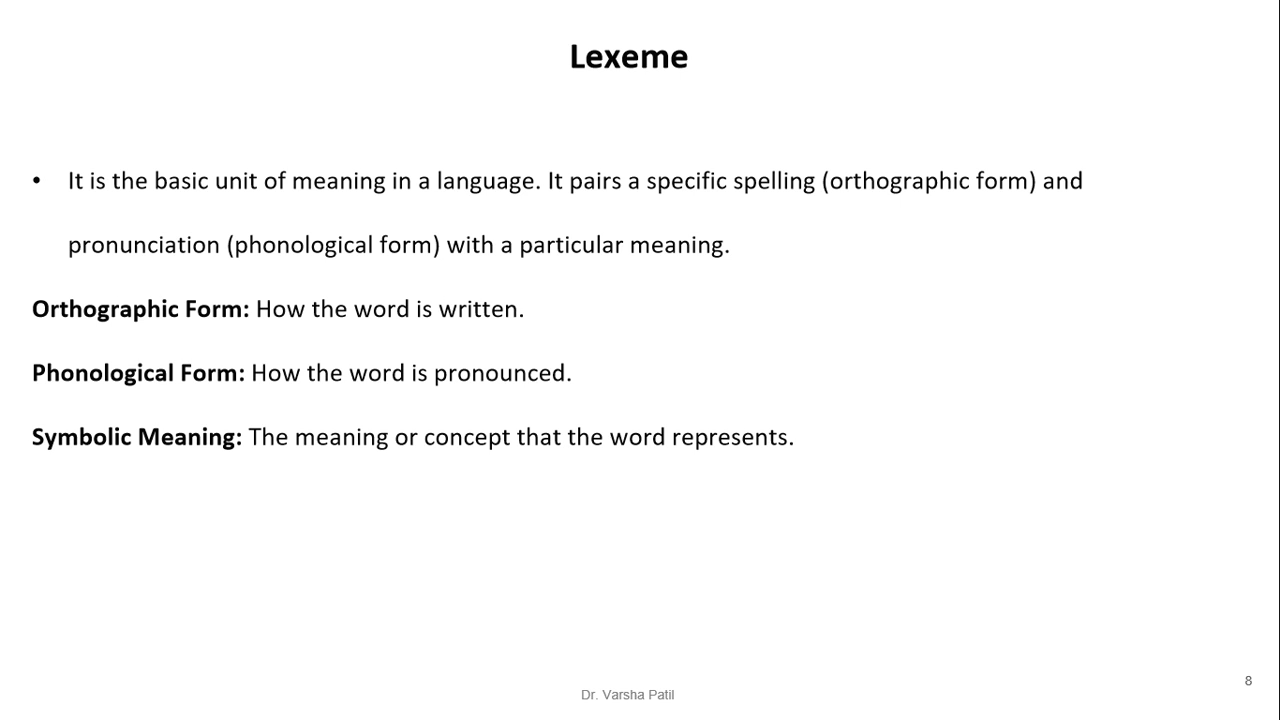 Lexeme
• It is the basic unit of meaning in a language. It pairs a specific spelling (orthographic form) and
pronunciation (phonological form) with a particular meaning.
Orthographic Form: How the word is written.
Phonological Form: How the word is pronounced.
Symbolic Meaning: The meaning or concept that the word represents.
8
Dr. Varsha Patil